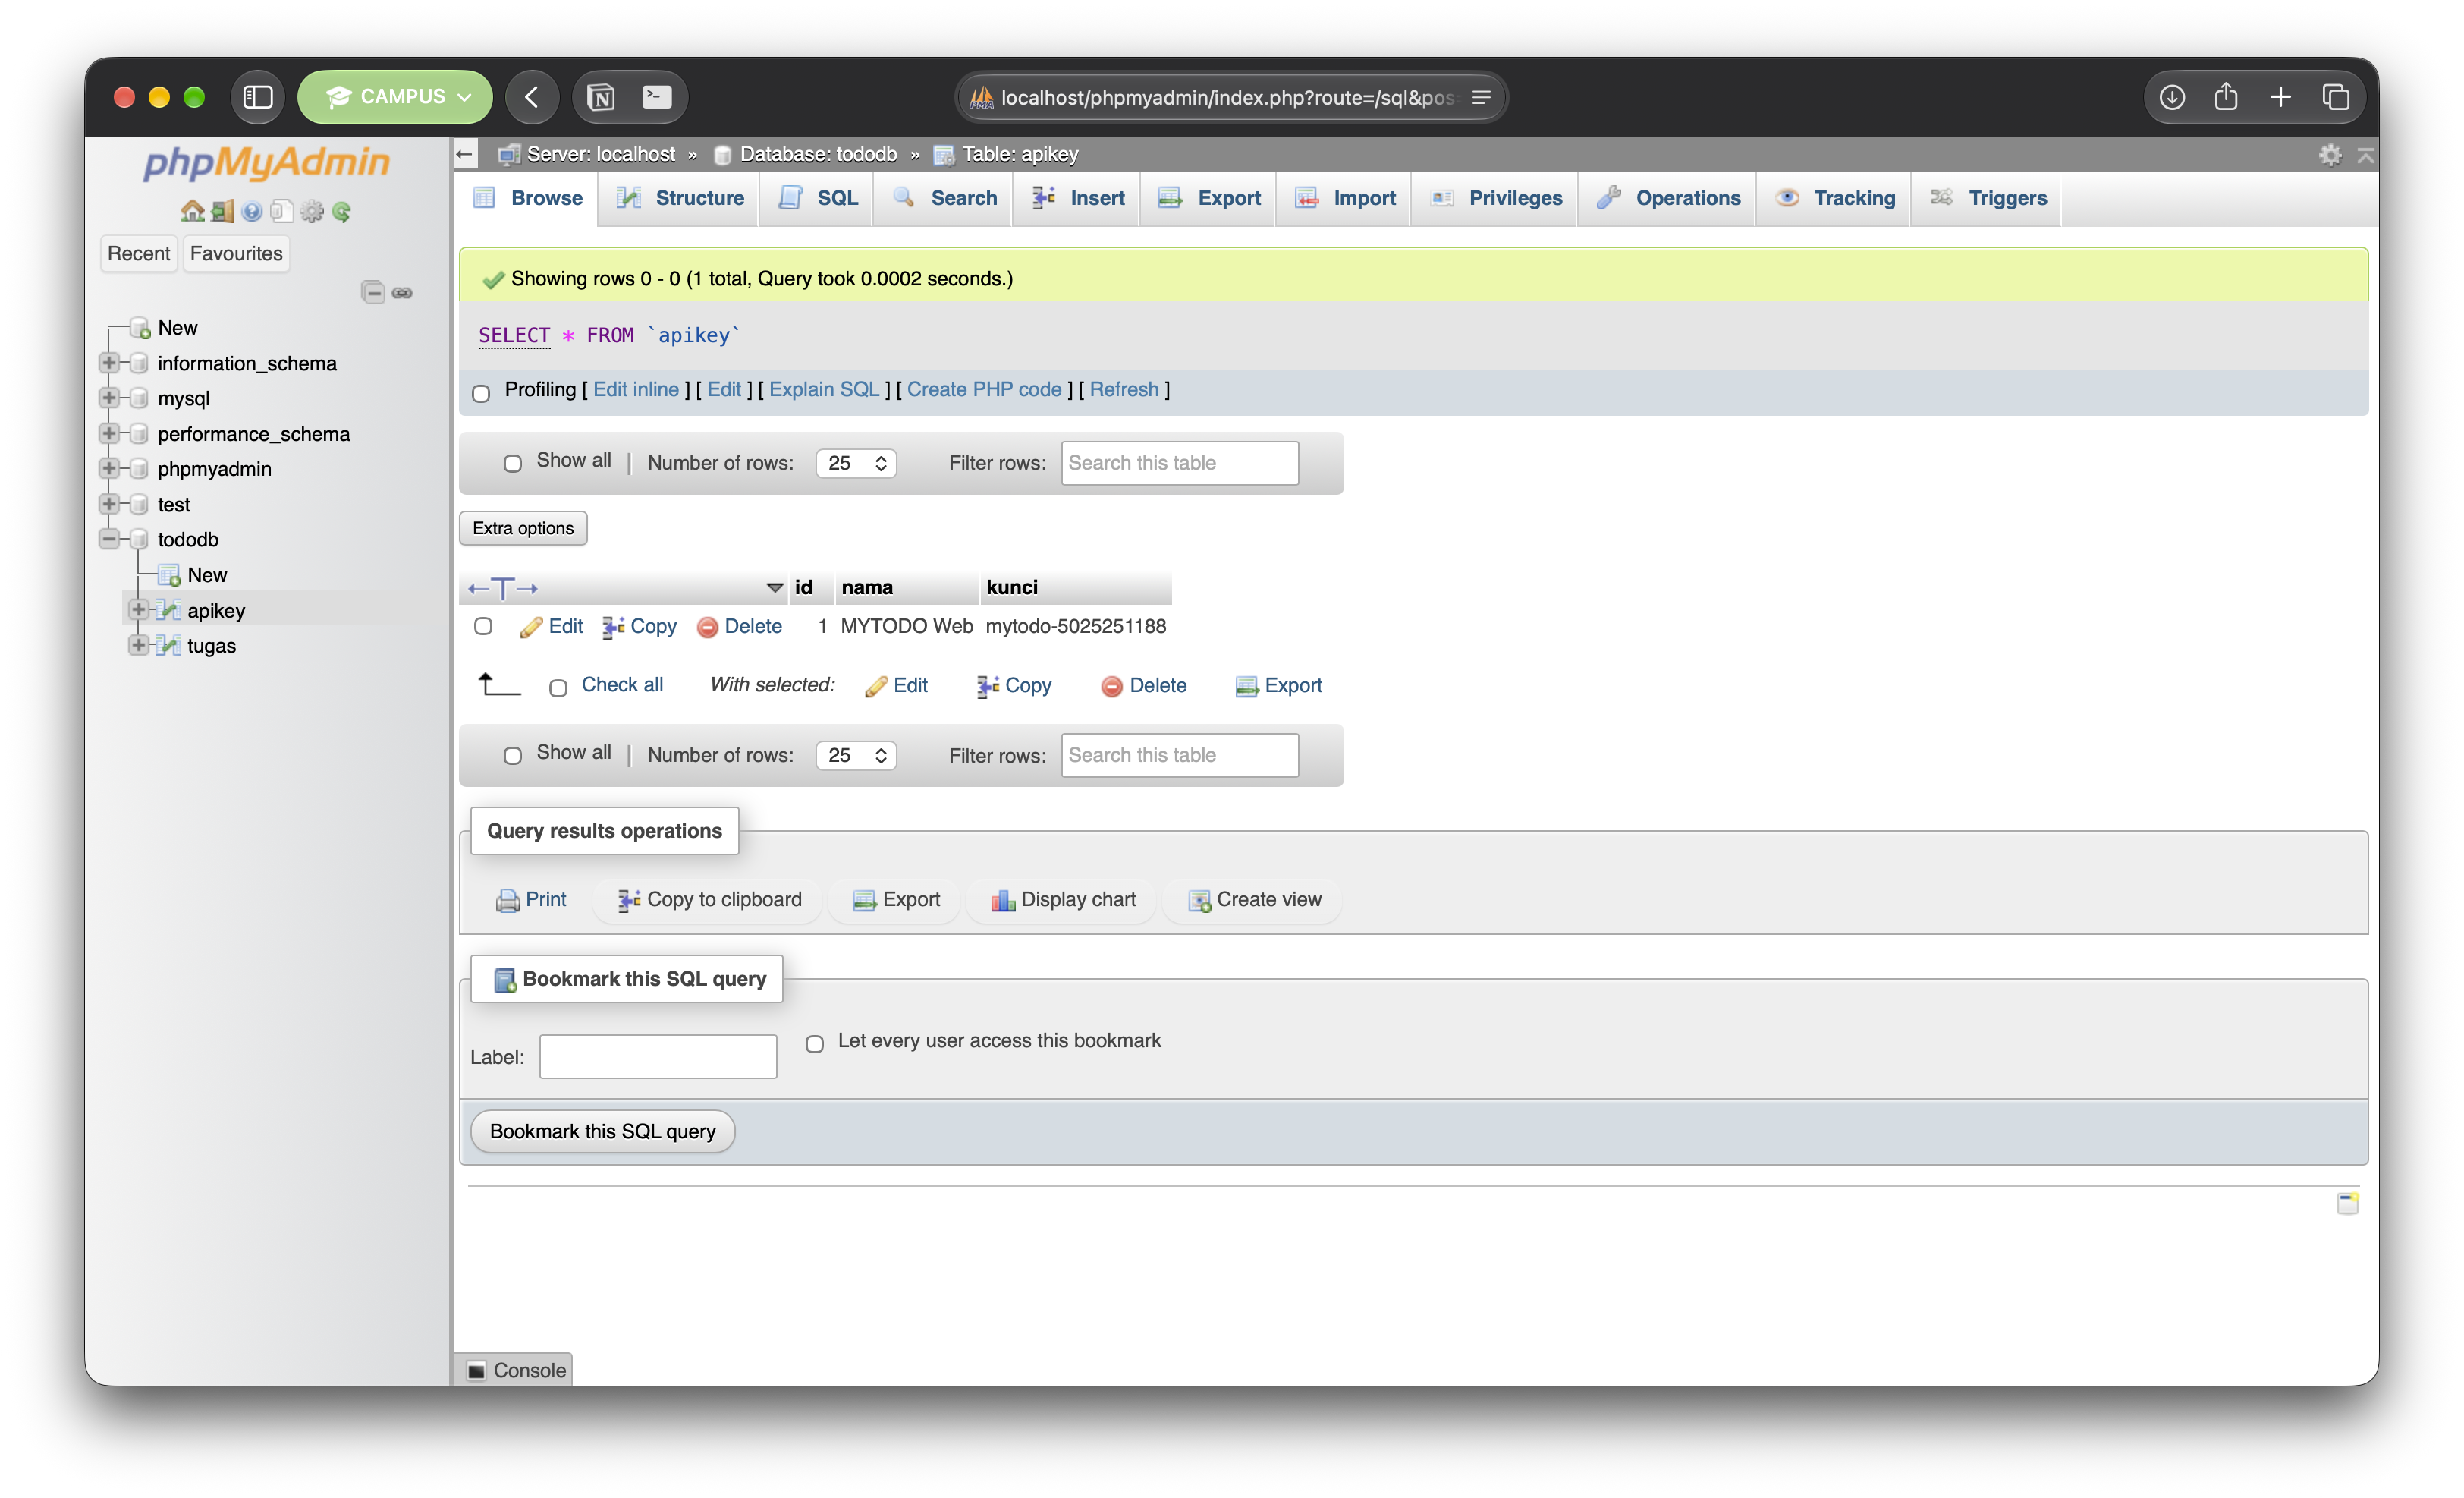 CAMPUS
localhost/phpmyadmin/index.php?route=/sql&pos=
phpMyAdmin
Recent Favourites
New
information_schema
mysql
performance_schema
phpmyadmin
test
tododb
New
apikey
tugas
Server: localhost » Database: tododb » Table: apikey
Browse Structure SQL Search Insert Export Import Privileges Operations Tracking Triggers
Showing rows 0 - 0 (1 total, Query took 0.0002 seconds.)
SELECT * FROM `apikey`
Profiling [ Edit inline ] [ Edit ] [ Explain SQL ] [ Create PHP code ] [ Refresh ]
Show all | Number of rows: 25 Filter rows: Search this table
Extra options
←T→ id nama kunci
Edit Copy Delete 1 MYTODO Web mytodo-5025251188
Check all With selected: Edit Copy Delete Export
Show all | Number of rows: 25 Filter rows: Search this table
Query results operations
Print Copy to clipboard Export Display chart Create view
Bookmark this SQL query
Label: Let every user access this bookmark
Bookmark this SQL query
Console